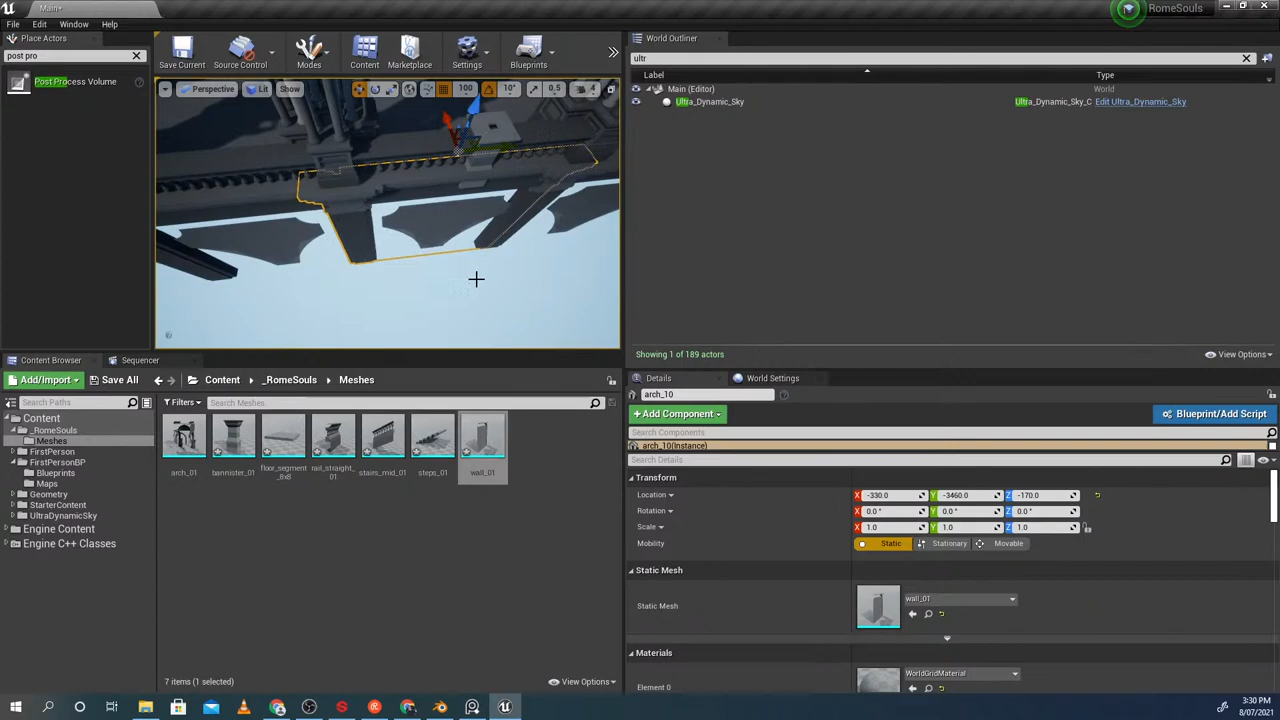 Main*
RomeSouls
File Edit Window Help
Place Actors
post pro
Post Process Volume
Save Current Source Control Modes Content Marketplace Settings Blueprints
Perspective Lit Show 100 10° 0.5 4
World Outliner
ultr
Label Type
Main (Editor) World
Ultra_Dynamic_Sky Ultra_Dynamic_Sky_C Edit Ultra_Dynamic_Sky
Showing 1 of 189 actors View Options
Content Browser Sequencer
Add/Import Save All Content _RomeSouls Meshes
Search Paths Filters Search Meshes
Content
_RomeSouls
Meshes
FirstPerson
FirstPersonBP
Blueprints
Maps
Geometry
StarterContent
UltraDynamicSky
Engine Content
Engine C++ Classes
arch_01 bannister_01 floor_segment_8x8 rail_straight_01 stairs_mid_01 steps_01 wall_01
7 items (1 selected) View Options
Details World Settings
arch_10
+Add Component Blueprint/Add Script
Search Components
arch_10(Instance)
Search Details
Transform
Location X -330.0 Y -3460.0 Z -170.0
Rotation X 0.0° Y 0.0° Z 0.0°
Scale X 1.0 Y 1.0 Z 1.0
Mobility Static Stationary Movable
Static Mesh
Static Mesh wall_01
Materials
Element 0 WorldGridMaterial
3:30 PM
8/07/2021